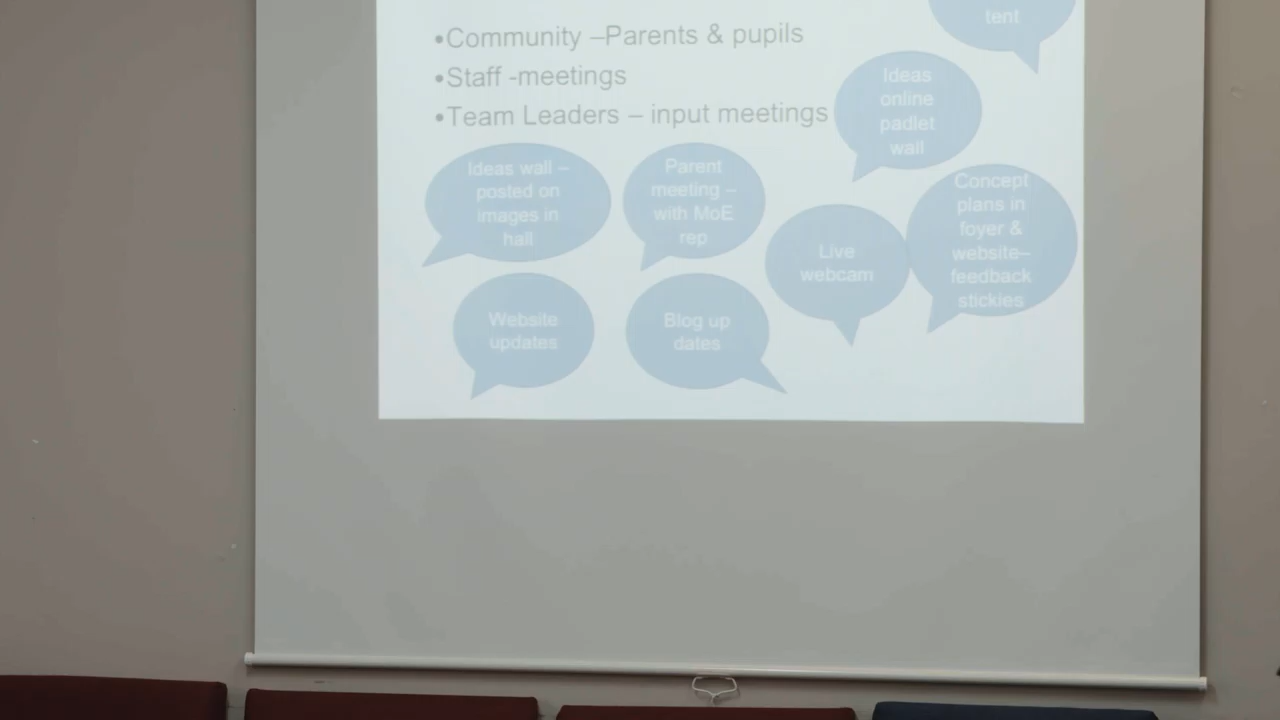 tent
•Community –Parents & pupils
•Staff -meetings
•Team Leaders – input meetings
Ideas
online
padlet
wall
Ideas wall –
posted on
images in
hall
Parent
meeting –
with MoE
rep
Live
webcam
Concept
plans in
foyer &
website–
feedback
stickies
Website
updates
Blog up
dates